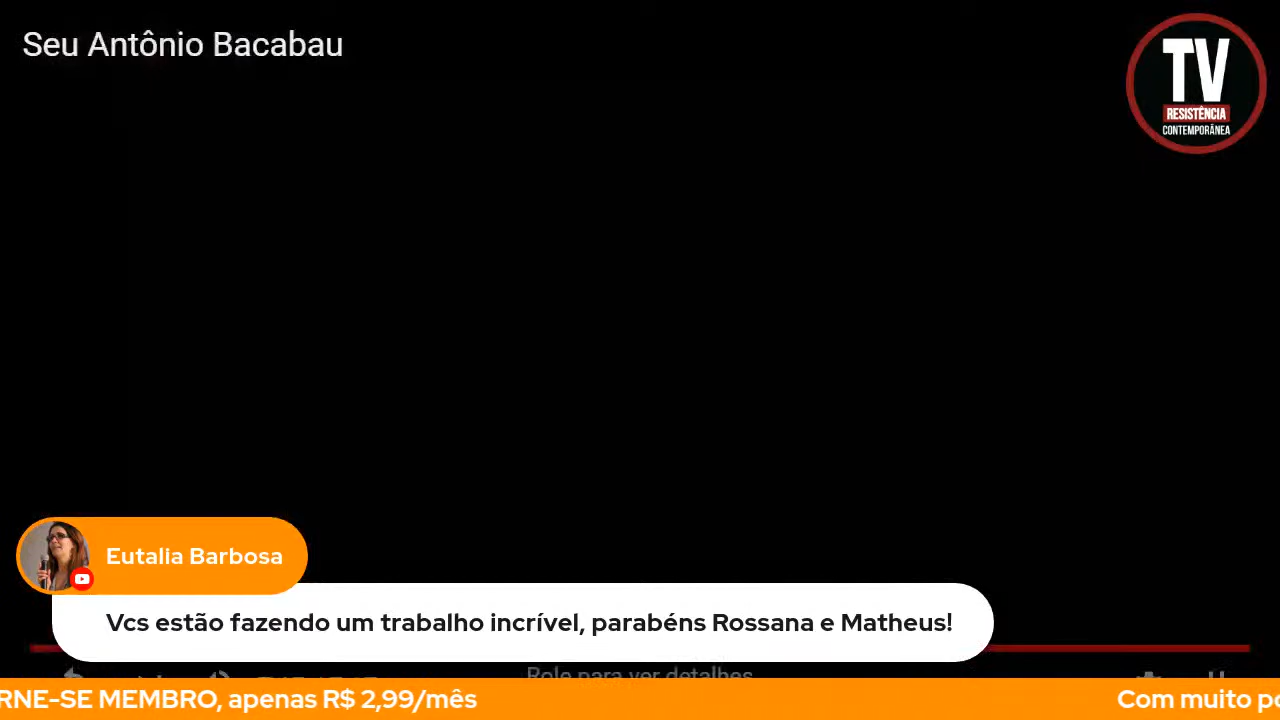 Seu Antônio Bacabau
TV
RESISTÊNCIA
CONTEMPORÂNEA
Eutalia Barbosa
Vcs estão fazendo um trabalho incrível, parabéns Rossana e Matheus!
Role para ver detalhes
RNE-SE MEMBRO, apenas R$ 2,99/mês
Com muito po